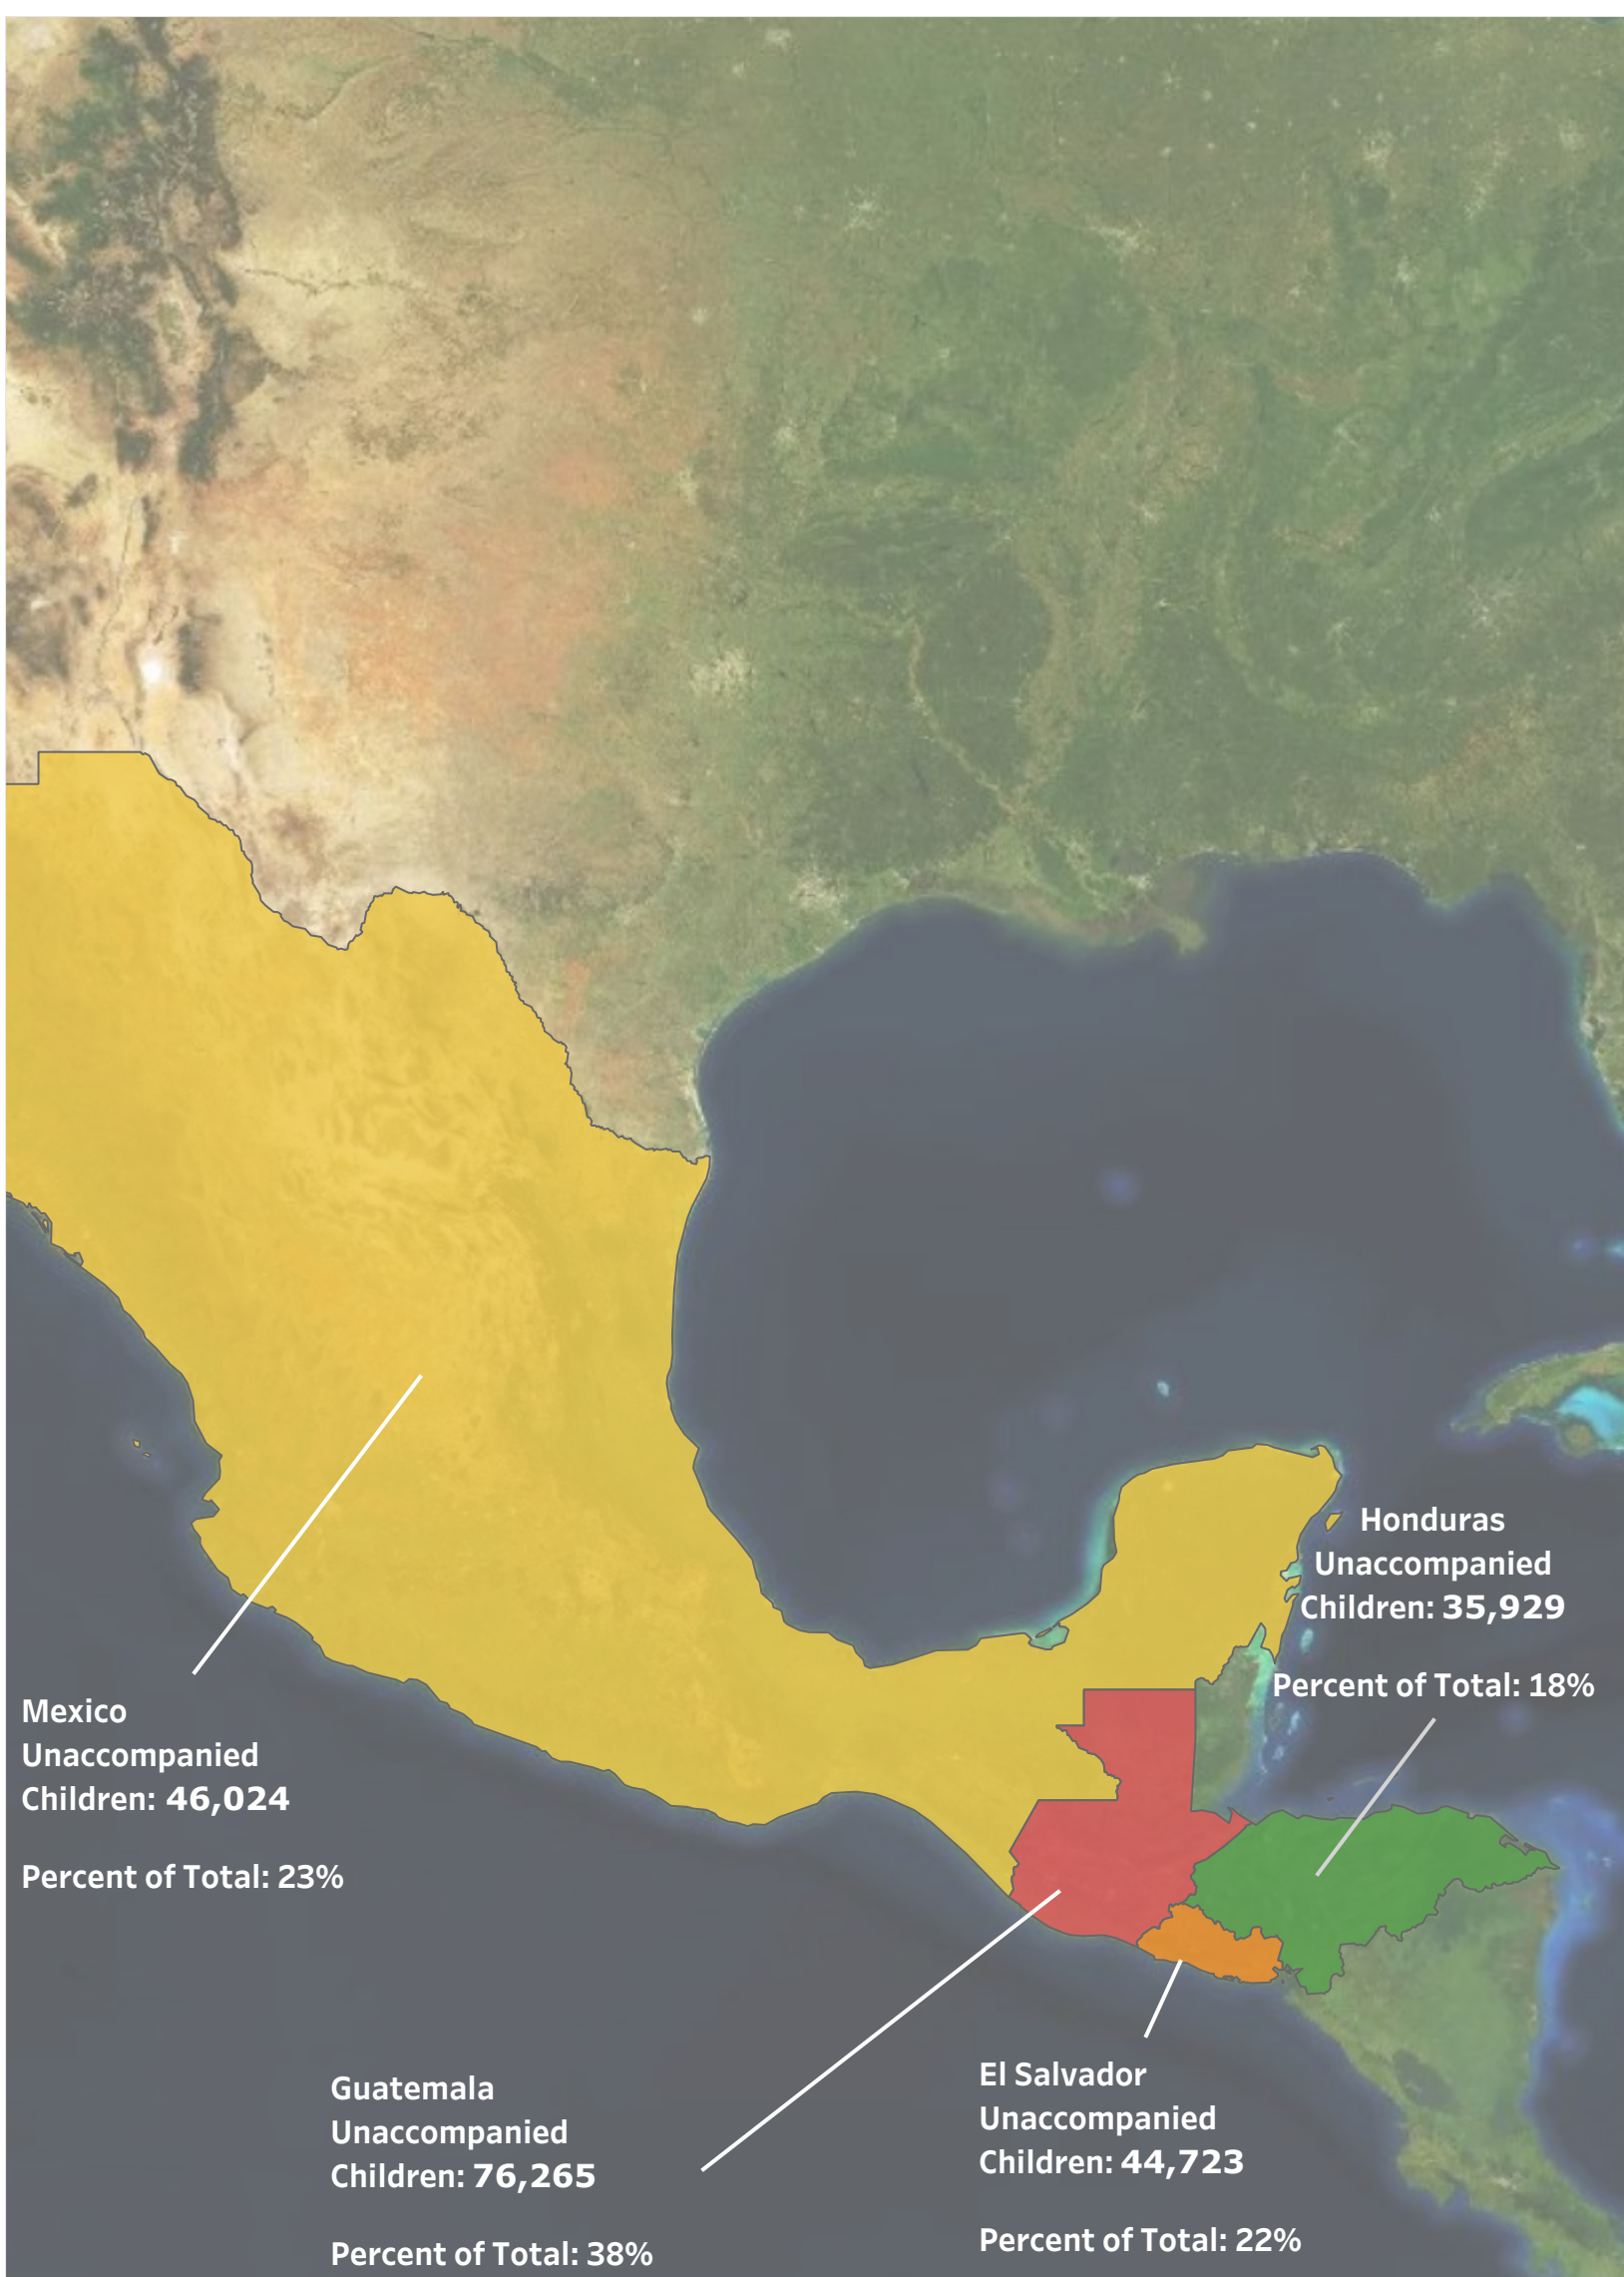 Honduras
Unaccompanied
Children: 35,929
Percent of Total: 18%
Mexico
Unaccompanied
Children: 46,024
Percent of Total: 23%
Guatemala
Unaccompanied
Children: 76,265
Percent of Total: 38%
El Salvador
Unaccompanied
Children: 44,723
Percent of Total: 22%